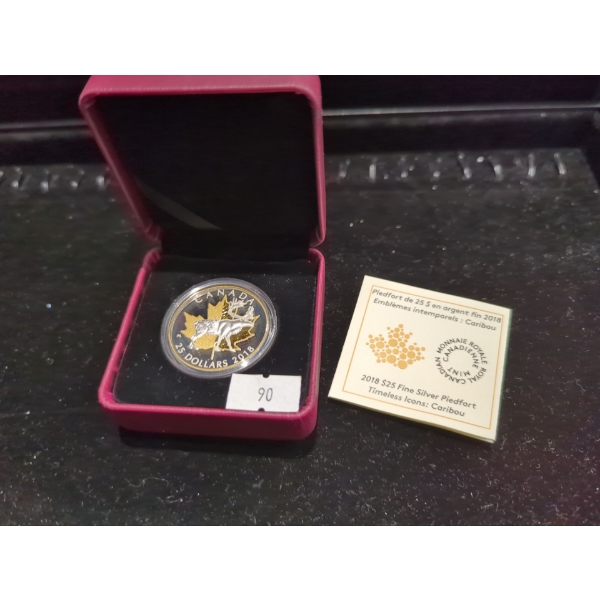 CANADA
25 DOLLARS 2018
90
Piedfort de 25 $ en argent fin 2018
Emblèmes intemporels : Caribou
MONNAIE ROYALE CANADIENNE
ROYAL CANADIAN MINT
2018 $25 Fine Silver Piedfort
Timeless Icons: Caribou